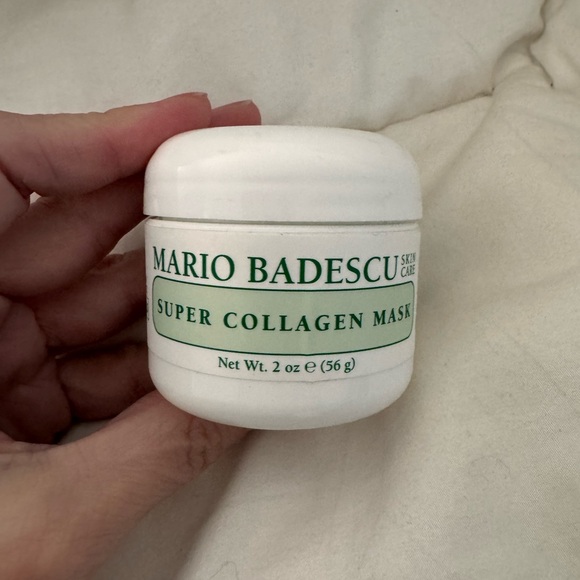 MARIO BADESCU SKIN CARE
SUPER COLLAGEN MASK
Net Wt. 2 oz ℮ (56 g)